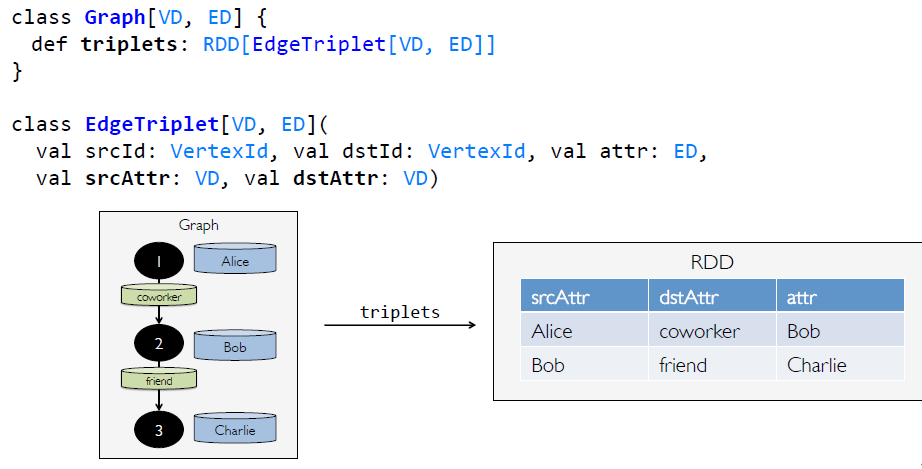 class Graph[VD, ED] {
def triplets: RDD[EdgeTriplet[VD, ED]]
}
class EdgeTriplet[VD, ED](
val srcId: VertexId, val dstId: VertexId, val attr: ED,
val srcAttr: VD, val dstAttr: VD)
Graph
1
Alice
coworker
2
Bob
friend
3
Charlie
triplets
RDD
srcAttr dstAttr attr
Alice coworker Bob
Bob friend Charlie